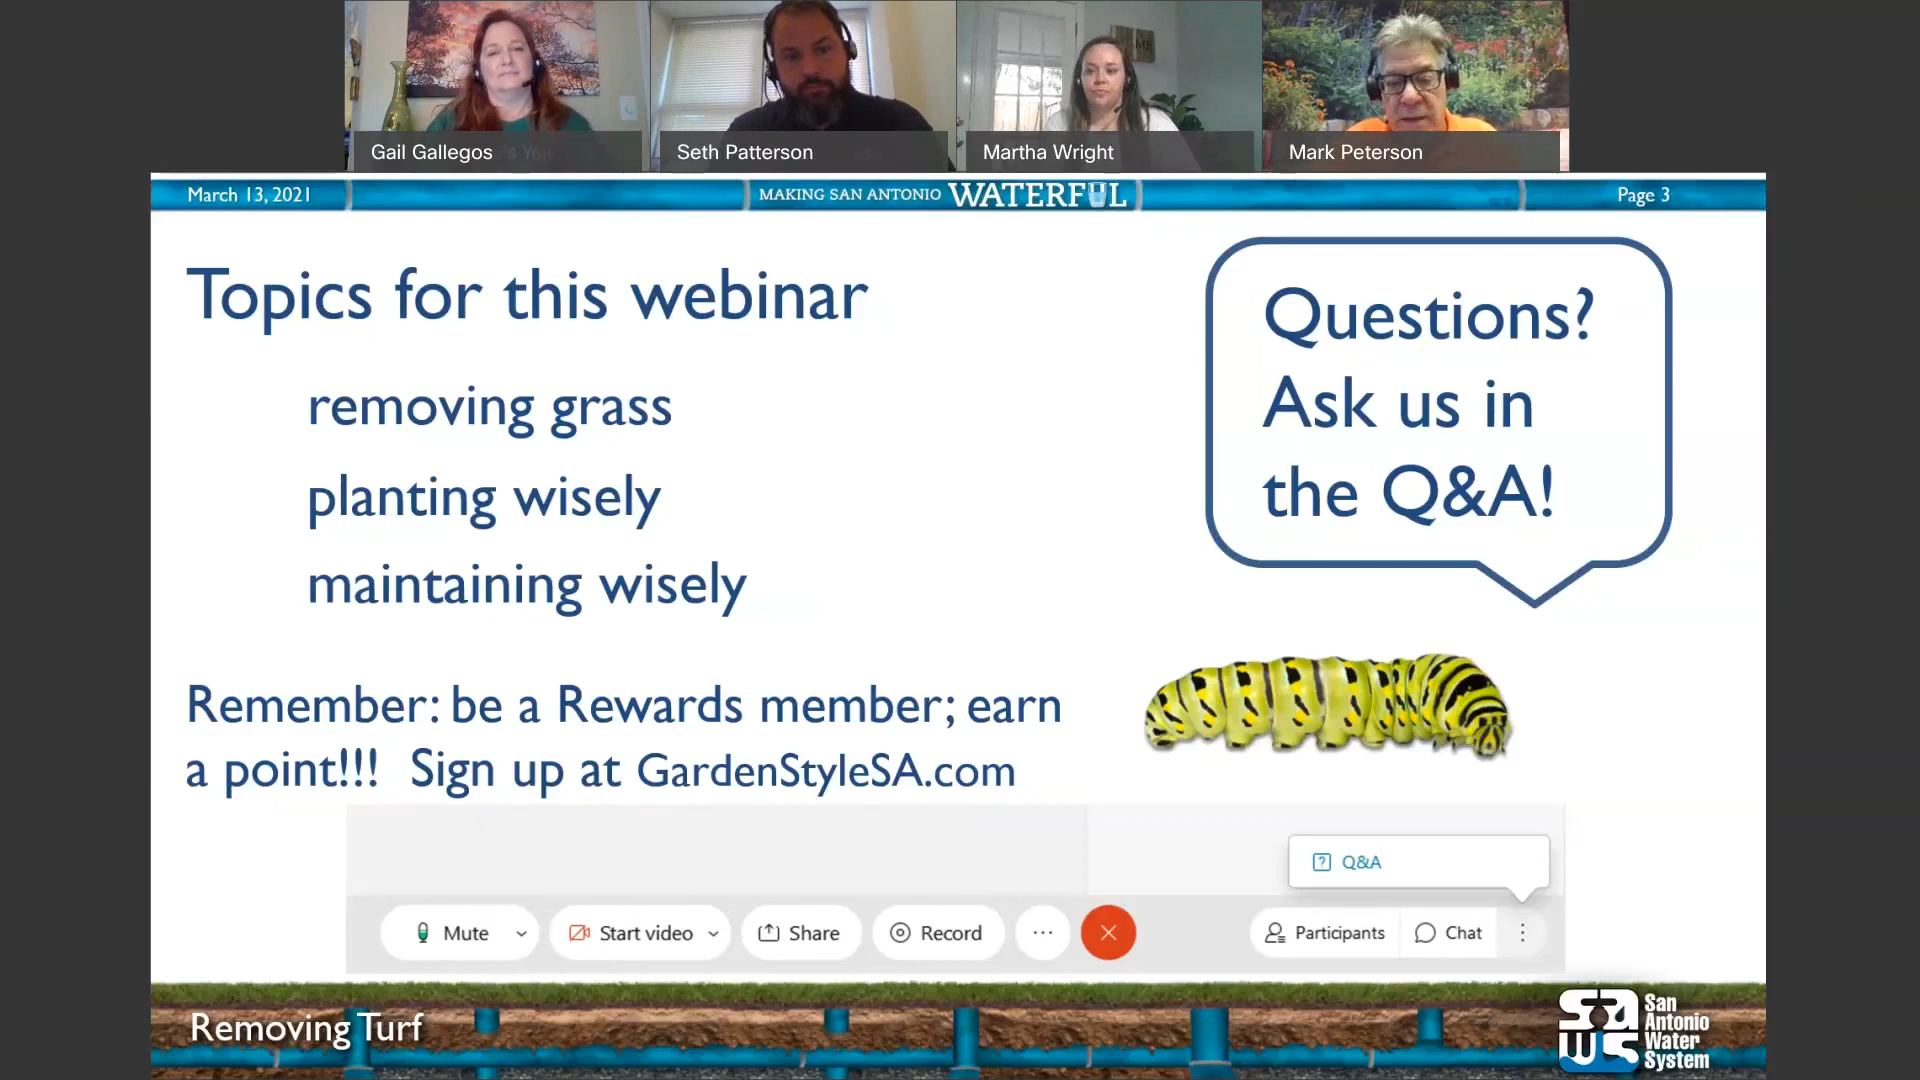 Gail Gallegos
Seth Patterson
Martha Wright
Mark Peterson
March 13, 2021
MAKING SAN ANTONIO WATERFUL
Page 3
Topics for this webinar
removing grass
planting wisely
maintaining wisely
Questions?
Ask us in
the Q&A!
Remember: be a Rewards member; earn
a point!!! Sign up at GardenStyleSA.com
Q&A
Mute
Start video
Share
Record
Participants
Chat
Removing Turf
saws
San
Antonio
Water
System